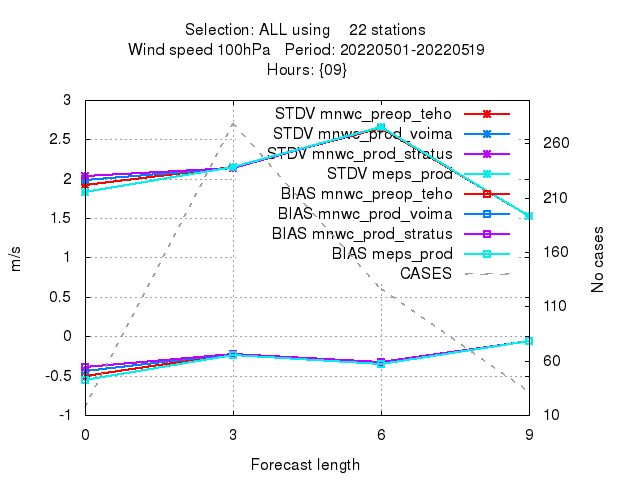 Selection: ALL using 22 stations
Wind speed 100hPa Period: 20220501-20220519
Hours: {09}
3
2.5
2
1.5
1
0.5
0
-0.5
-1
m/s
STDV mnwc_preop_teho
STDV mnwc_prod_voima
STDV mnwc_prod_stratus
STDV meps_prod
BIAS mnwc_preop_teho
BIAS mnwc_prod_voima
BIAS mnwc_prod_stratus
BIAS meps_prod
CASES
260
210
160
110
60
10
No cases
0 3 6 9
Forecast length